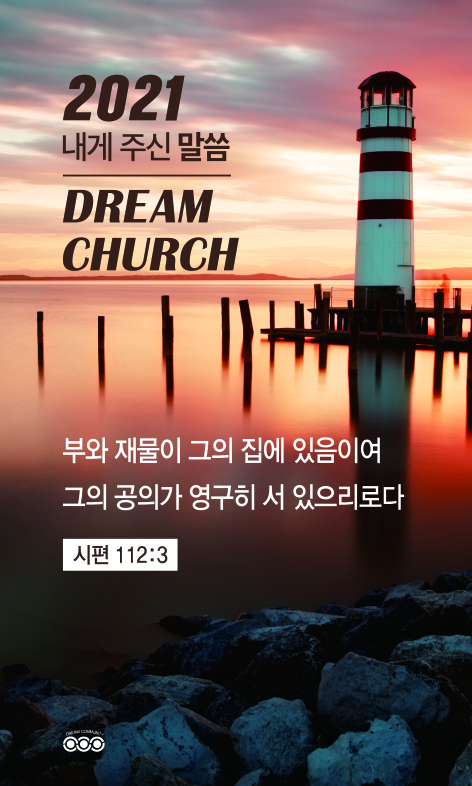 2021
내게 주신 말씀
DREAM
CHURCH
부와 재물이 그의 집에 있음이여
그의 공의가 영구히 서 있으리로다
시편 112:3
DREAM COMMUNITY